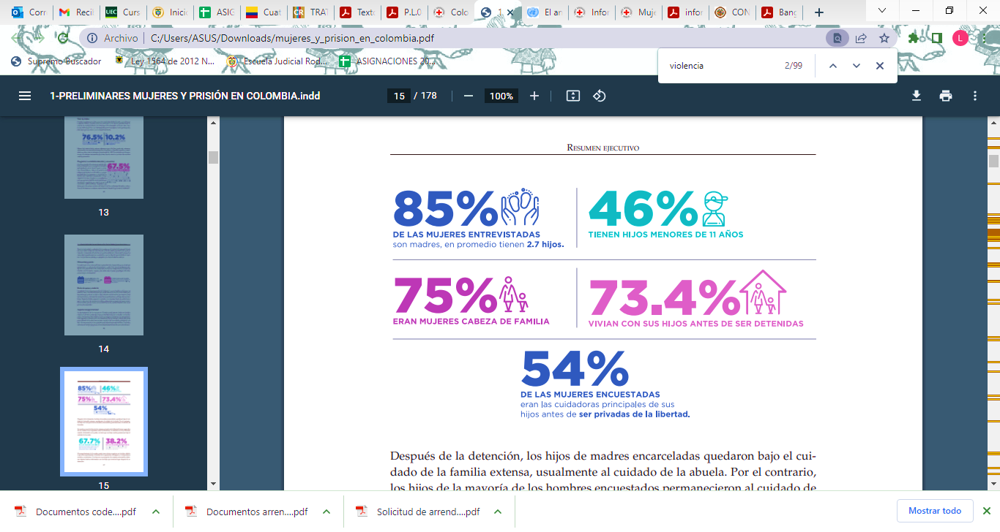 Corr
Recil
UEC
Curs
Inici
ASIG
Cuat
CR
TRAT
Texto
P.L.0
Colo
El ar
Infor
Muje
infor
CON
Bang
Archivo
C:/Users/ASUS/Downloads/mujeres_y_prision_en_colombia.pdf
L
Supremo Buscador
Ley 1564 de 2012 N...
Escuela Judicial Rod...
ASIGNACIONES 20...
violencia
2/99
1-PRELIMINARES MUJERES Y PRISIÓN EN COLOMBIA.indd
15 / 178
100%
76.5%
10.2%
67.5%
13
14
85%
46%
75%
73.4%
54%
67.7%
38.2%
15
Resumen ejecutivo
85%
DE LAS MUJERES ENTREVISTADAS
son madres, en promedio tienen 2.7 hijos.
46%
TIENEN HIJOS MENORES DE 11 AÑOS
75%
ERAN MUJERES CABEZA DE FAMILIA
73.4%
VIVIAN CON SUS HIJOS ANTES DE SER DETENIDAS
54%
DE LAS MUJERES ENCUESTADAS
eran las cuidadoras principales de sus
hijos antes de ser privadas de la libertad.
Después de la detención, los hijos de madres encarceladas quedaron bajo el cui-
dado de la familia extensa, usualmente al cuidado de la abuela. Por el contrario,
los hijos de la mayoría de los hombres encuestados permanecieron al cuidado de
Documentos code....pdf
Documentos arren....pdf
Solicitud de arrend....pdf
Mostrar todo